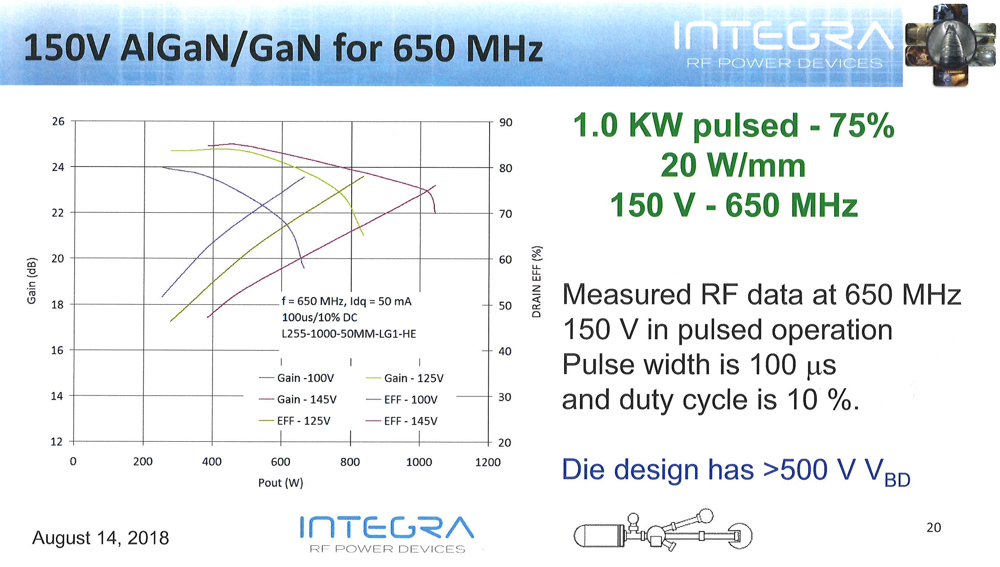 150V AlGaN/GaN for 650 MHz
INTEGRA
RF POWER DEVICES
26
24
22
20
18
16
14
12
Gain (dB)
90
80
70
60
50
40
30
20
DRAIN EFF (%)
f = 650 MHz, Idq = 50 mA
100us/10% DC
L255-1000-50MM-LG1-HE
Gain -100V
Gain - 125V
Gain - 145V
EFF - 100V
EFF - 125V
EFF - 145V
0 200 400 600 800 1000 1200
Pout (W)
1.0 KW pulsed - 75%
20 W/mm
150 V - 650 MHz
Measured RF data at 650 MHz
150 V in pulsed operation
Pulse width is 100 μs
and duty cycle is 10 %.
Die design has >500 V VBD
August 14, 2018
INTEGRA
RF POWER DEVICES
20